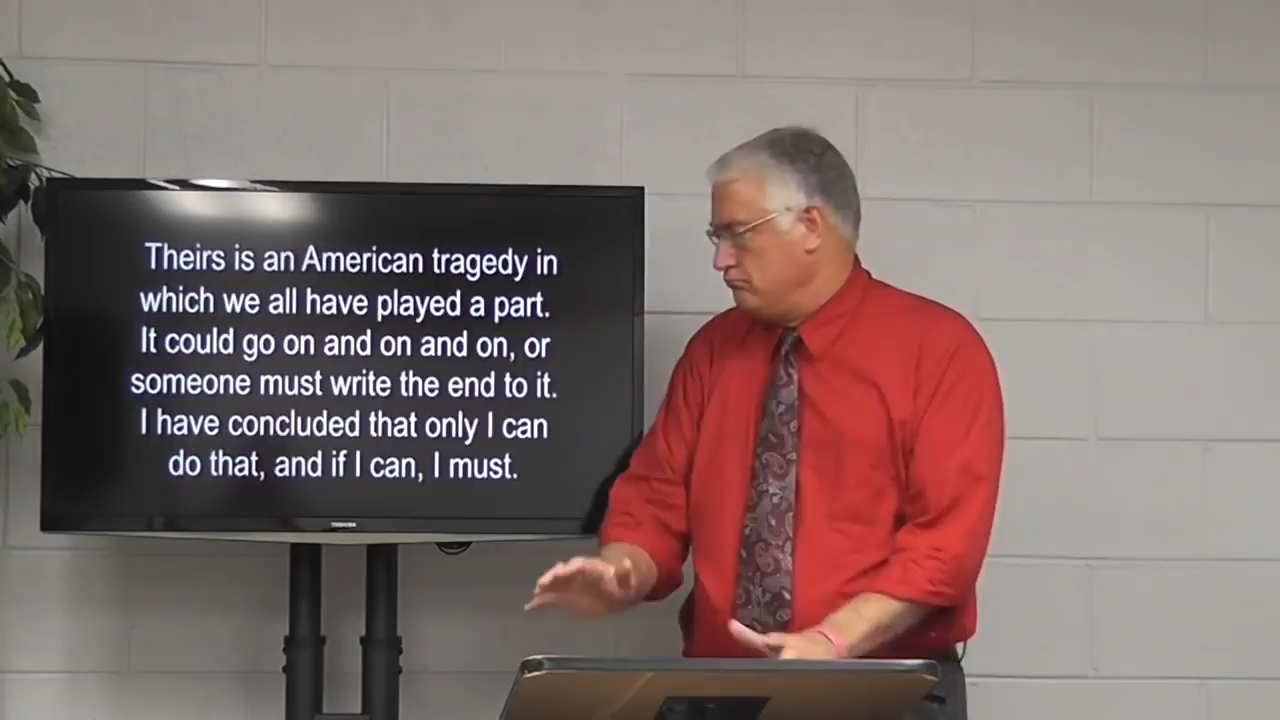 Theirs is an American tragedy in
which we all have played a part.
It could go on and on and on, or
someone must write the end to it.
I have concluded that only I can
do that, and if I can, I must.
TOSHIBA